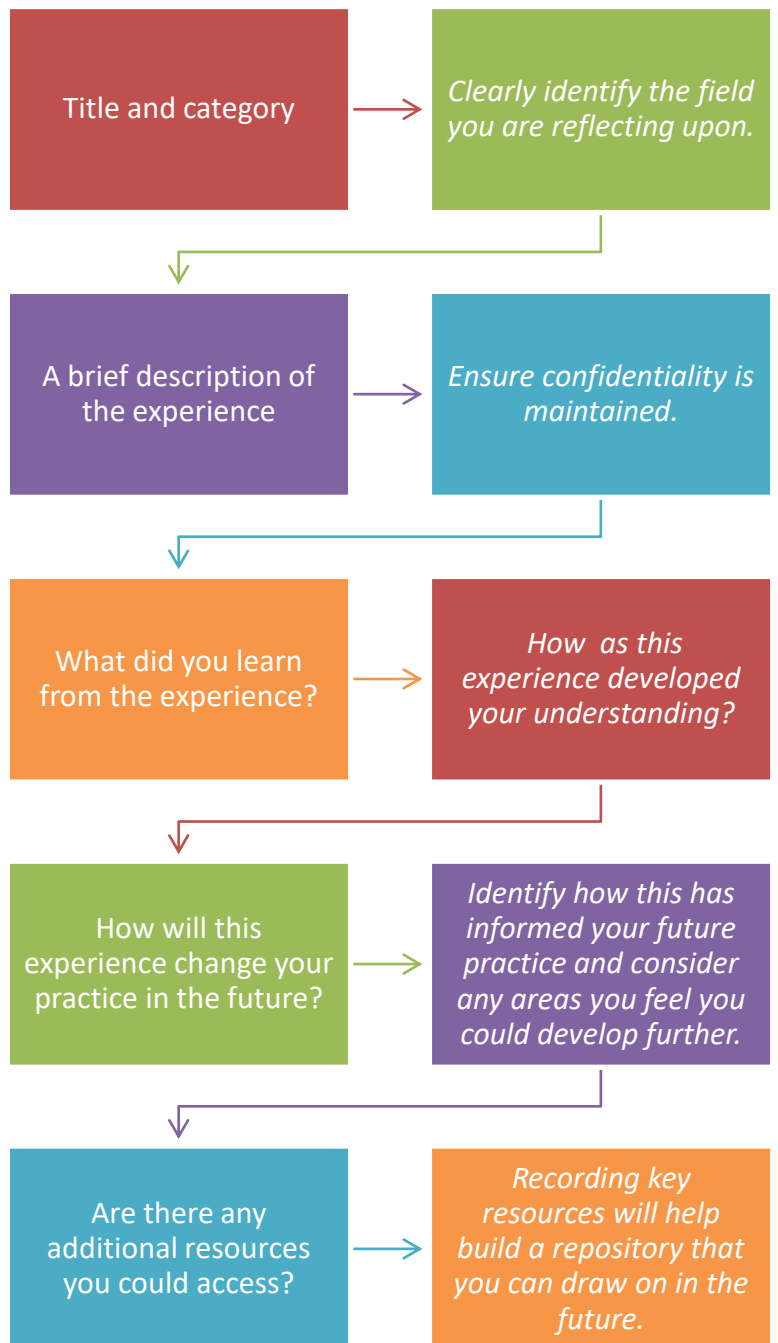 Title and category
Clearly identify the field
you are reflecting upon.
A brief description of
the experience
Ensure confidentiality is
maintained.
What did you learn
from the experience?
How  as this
experience developed
your understanding?
How will this
experience change your
practice in the future?
Identify how this has
informed your future
practice and consider
any areas you feel you
could develop further.
Are there any
additional resources
you could access?
Recording key
resources will help
build a repository that
you can draw on in the
future.